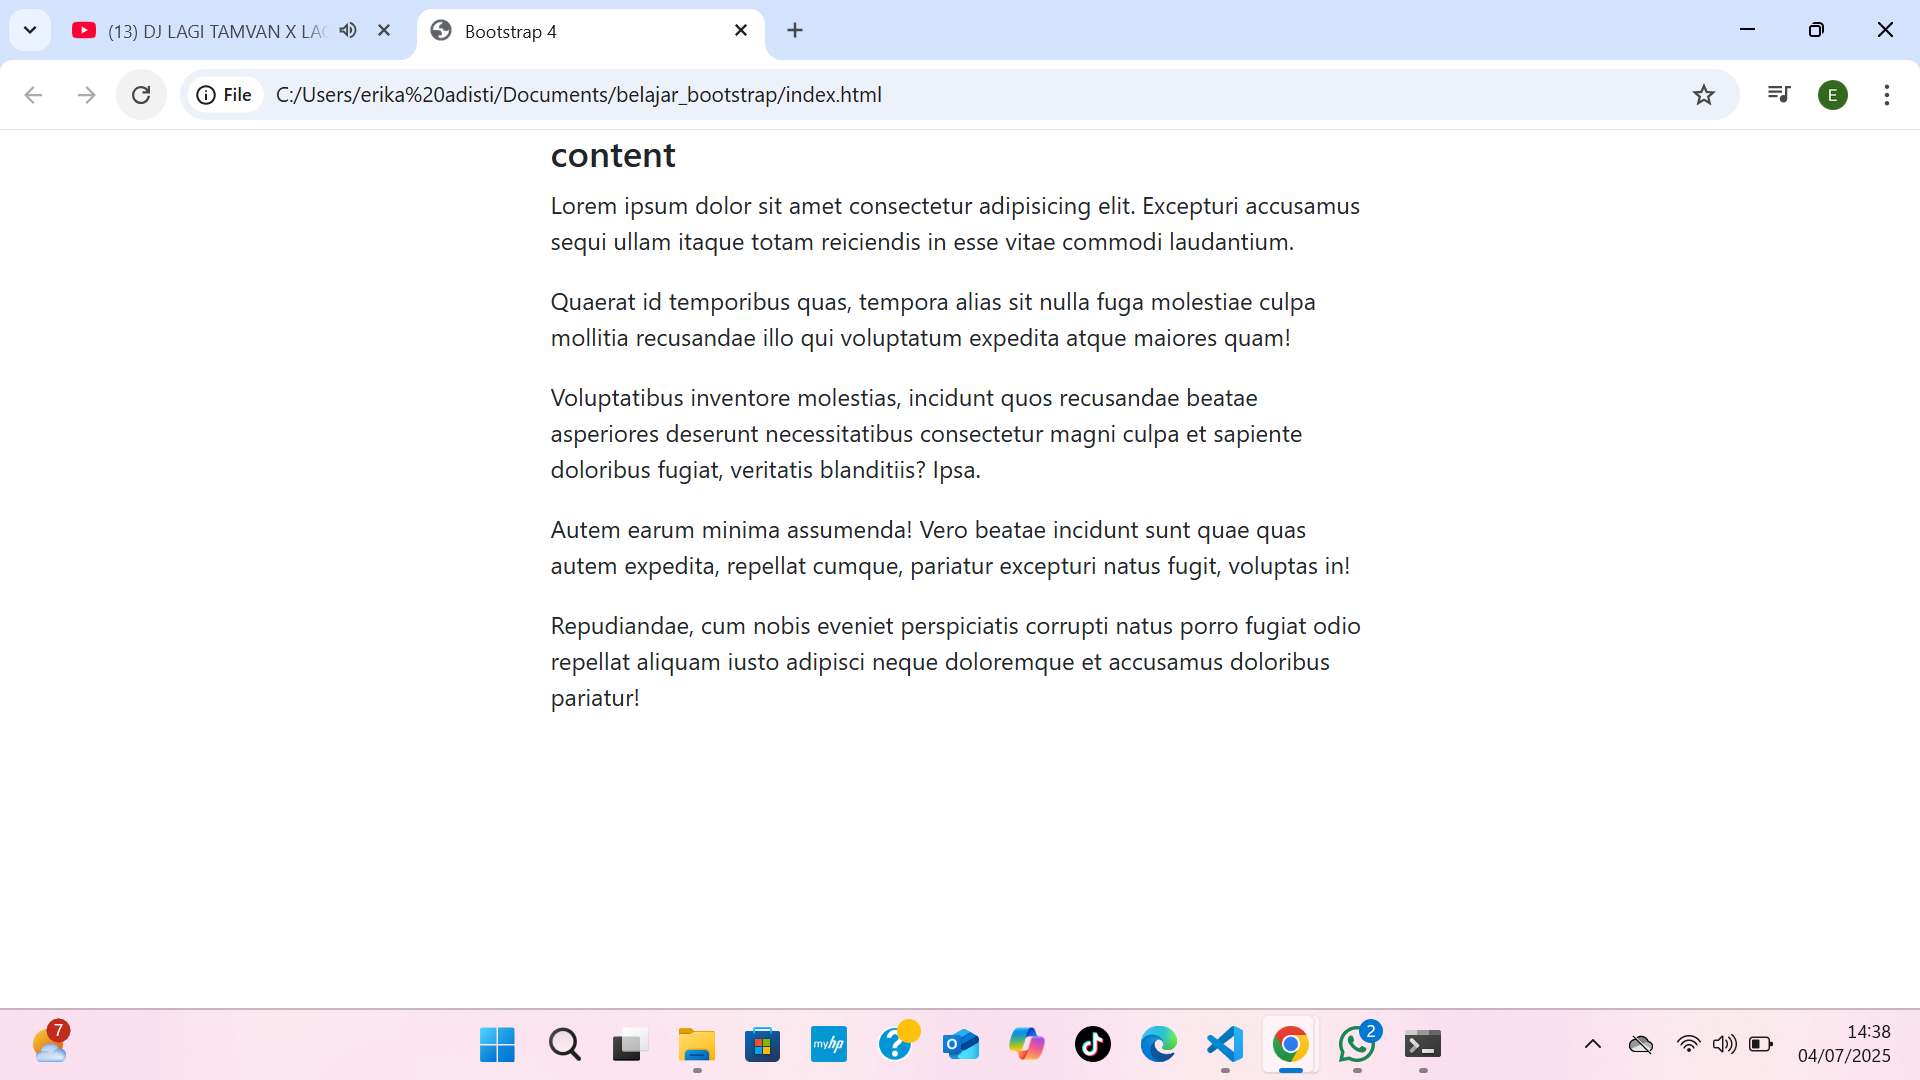 (13) DJ LAGI TAMVAN X LAG
Bootstrap 4
File
C:/Users/erika%20adisti/Documents/belajar_bootstrap/index.html
E
content
Lorem ipsum dolor sit amet consectetur adipisicing elit. Excepturi accusamus
sequi ullam itaque totam reiciendis in esse vitae commodi laudantium.
Quaerat id temporibus quas, tempora alias sit nulla fuga molestiae culpa
mollitia recusandae illo qui voluptatum expedita atque maiores quam!
Voluptatibus inventore molestias, incidunt quos recusandae beatae
asperiores deserunt necessitatibus consectetur magni culpa et sapiente
doloribus fugiat, veritatis blanditiis? Ipsa.
Autem earum minima assumenda! Vero beatae incidunt sunt quae quas
autem expedita, repellat cumque, pariatur excepturi natus fugit, voluptas in!
Repudiandae, cum nobis eveniet perspiciatis corrupti natus porro fugiat odio
repellat aliquam iusto adipisci neque doloremque et accusamus doloribus
pariatur!
7
myhp
2
14:38
04/07/2025